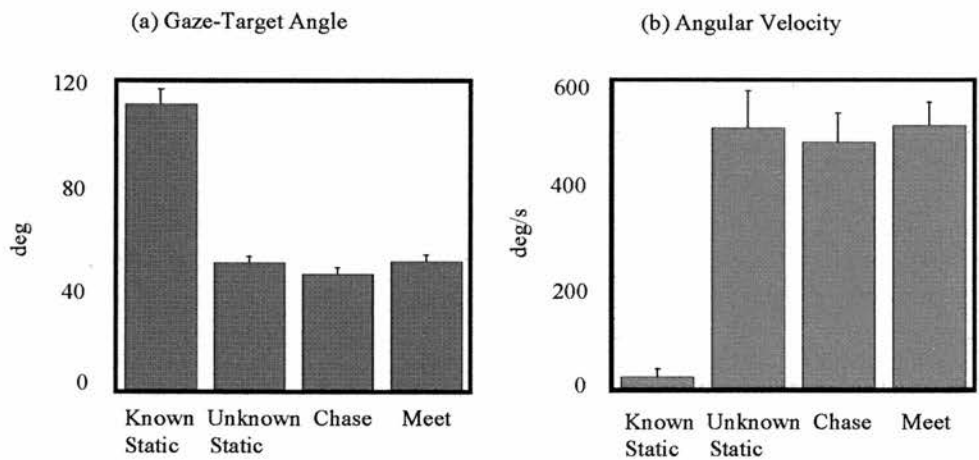 (a) Gaze-Target Angle
120
80
40
0
deg
Known Unknown Chase Meet
Static Static
(b) Angular Velocity
600
400
200
0
deg/s
Known Unknown Chase Meet
Static Static